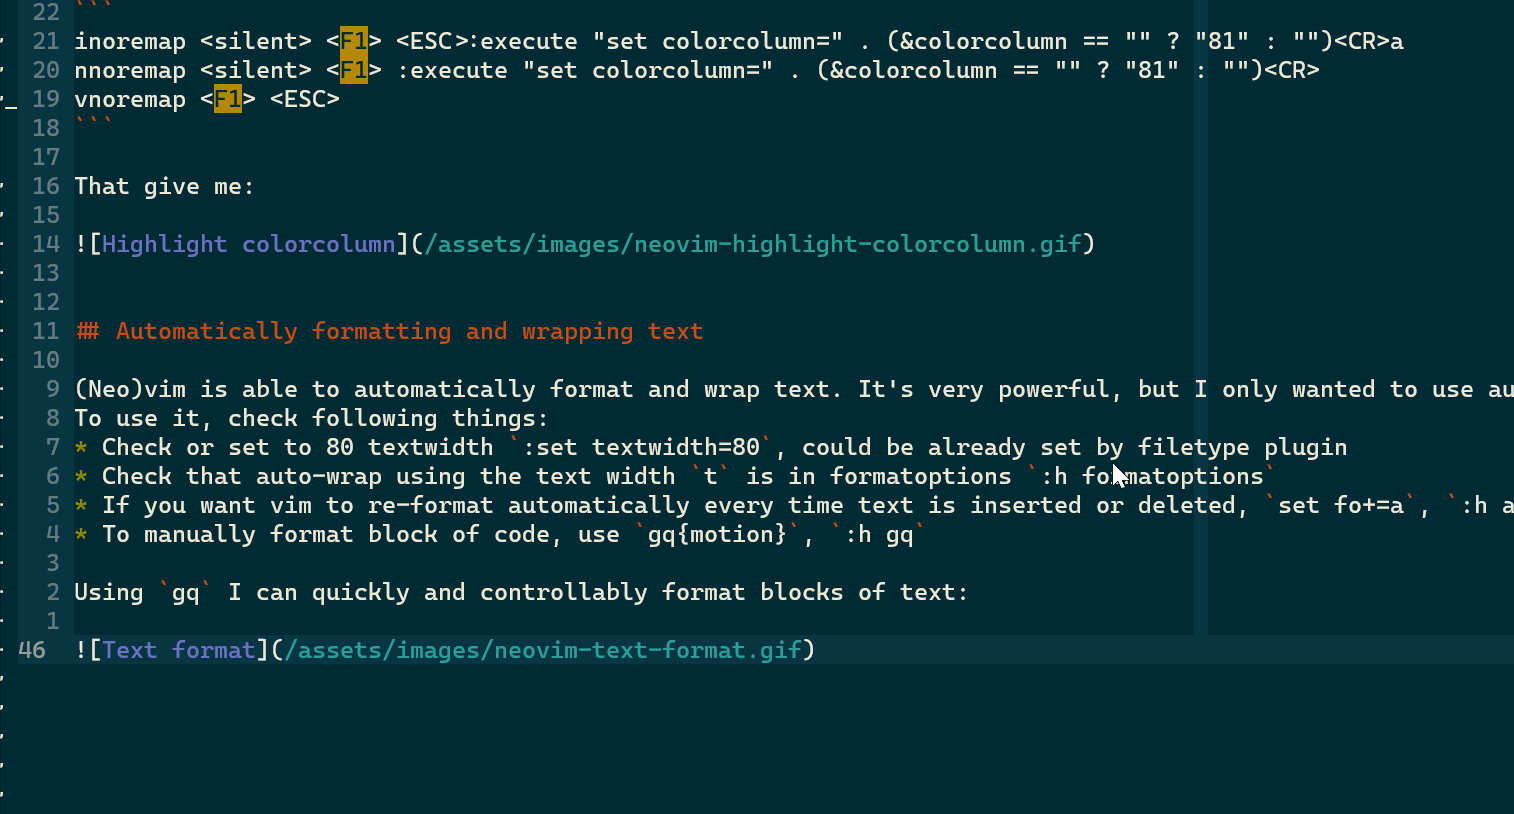 22 ```
21 inoremap <silent> <F1> <ESC>:execute "set colorcolumn=" . (&colorcolumn == "" ? "81" : "")<CR>a
20 nnoremap <silent> <F1> :execute "set colorcolumn=" . (&colorcolumn == "" ? "81" : "")<CR>
19 vnoremap <F1> <ESC>
18 ```
17
16 That give me:
15
14 ![Highlight colorcolumn](/assets/images/neovim-highlight-colorcolumn.gif)
13
12
11 ## Automatically formatting and wrapping text
10
9 (Neo)vim is able to automatically format and wrap text. It's very powerful, but I only wanted to use au
8 To use it, check following things:
7 * Check or set to 80 textwidth `:set textwidth=80`, could be already set by filetype plugin
6 * Check that auto-wrap using the text width `t` is in formatoptions `:h formatoptions`
5 * If you want vim to re-format automatically every time text is inserted or deleted, `set fo+=a`, `:h a
4 * To manually format block of code, use `gq{motion}`, `:h gq`
3
2 Using `gq` I can quickly and controllably format blocks of text:
1
46 ![Text format](/assets/images/neovim-text-format.gif)